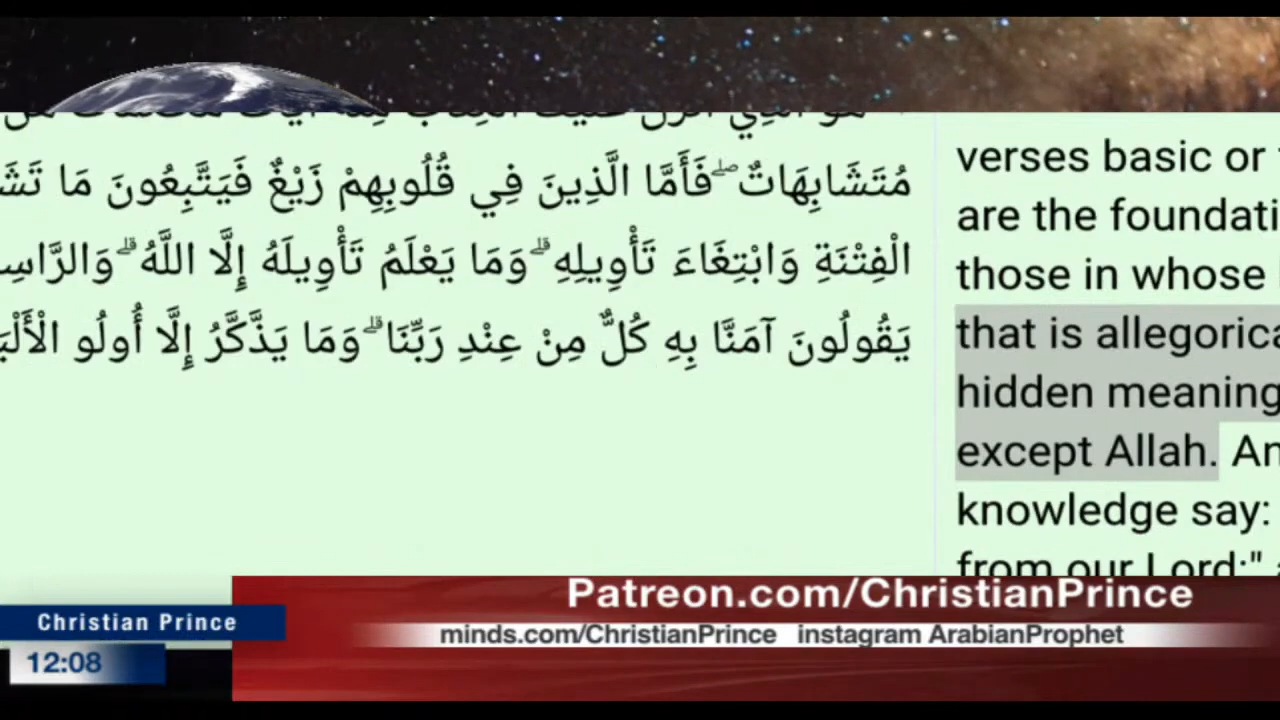 مُتَشَابِهَاتٌ ۖ فَأَمَّا الَّذِينَ فِي قُلُوبِهِمْ زَيْغٌ فَيَتَّبِعُونَ مَا تَشَ
الْفِتْنَةِ وَابْتِغَاءَ تَأْوِيلِهِ ۗ وَمَا يَعْلَمُ تَأْوِيلَهُ إِلَّا اللَّهُ ۗ وَالرَّاسِ
يَقُولُونَ آمَنَّا بِهِ كُلٌّ مِنْ عِنْدِ رَبِّنَا ۗ وَمَا يَذَّكَّرُ إِلَّا أُولُو الْأَلْبَ
verses basic or
are the foundati
those in whose
that is allegorica
hidden meaning
except Allah. An
knowledge say:
from our Lord:"
Patreon.com/ChristianPrince
minds.com/ChristianPrince instagram ArabianProphet
Christian Prince
12:08